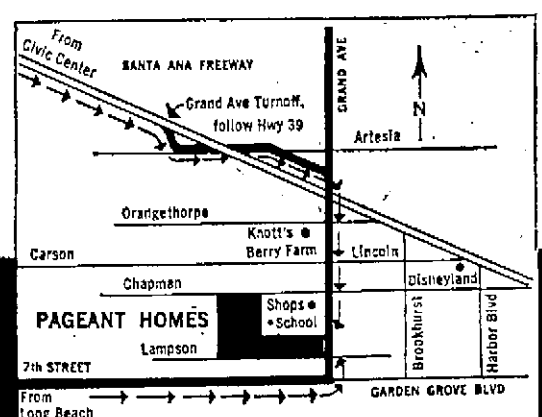 From
Civic Center
SANTA ANA FREEWAY
GRAND AVE
Grand Ave Turnoff,
follow Hwy 39
N
Artesia
Orangethorpe
Knott's
Berry Farm
Lincoln
Carson
Disneyland
Chapman
Shops
School
PAGEANT HOMES
Brookhurst
Harbor Blvd
Lampson
7th STREET
GARDEN GROVE BLVD
From
Long Beach